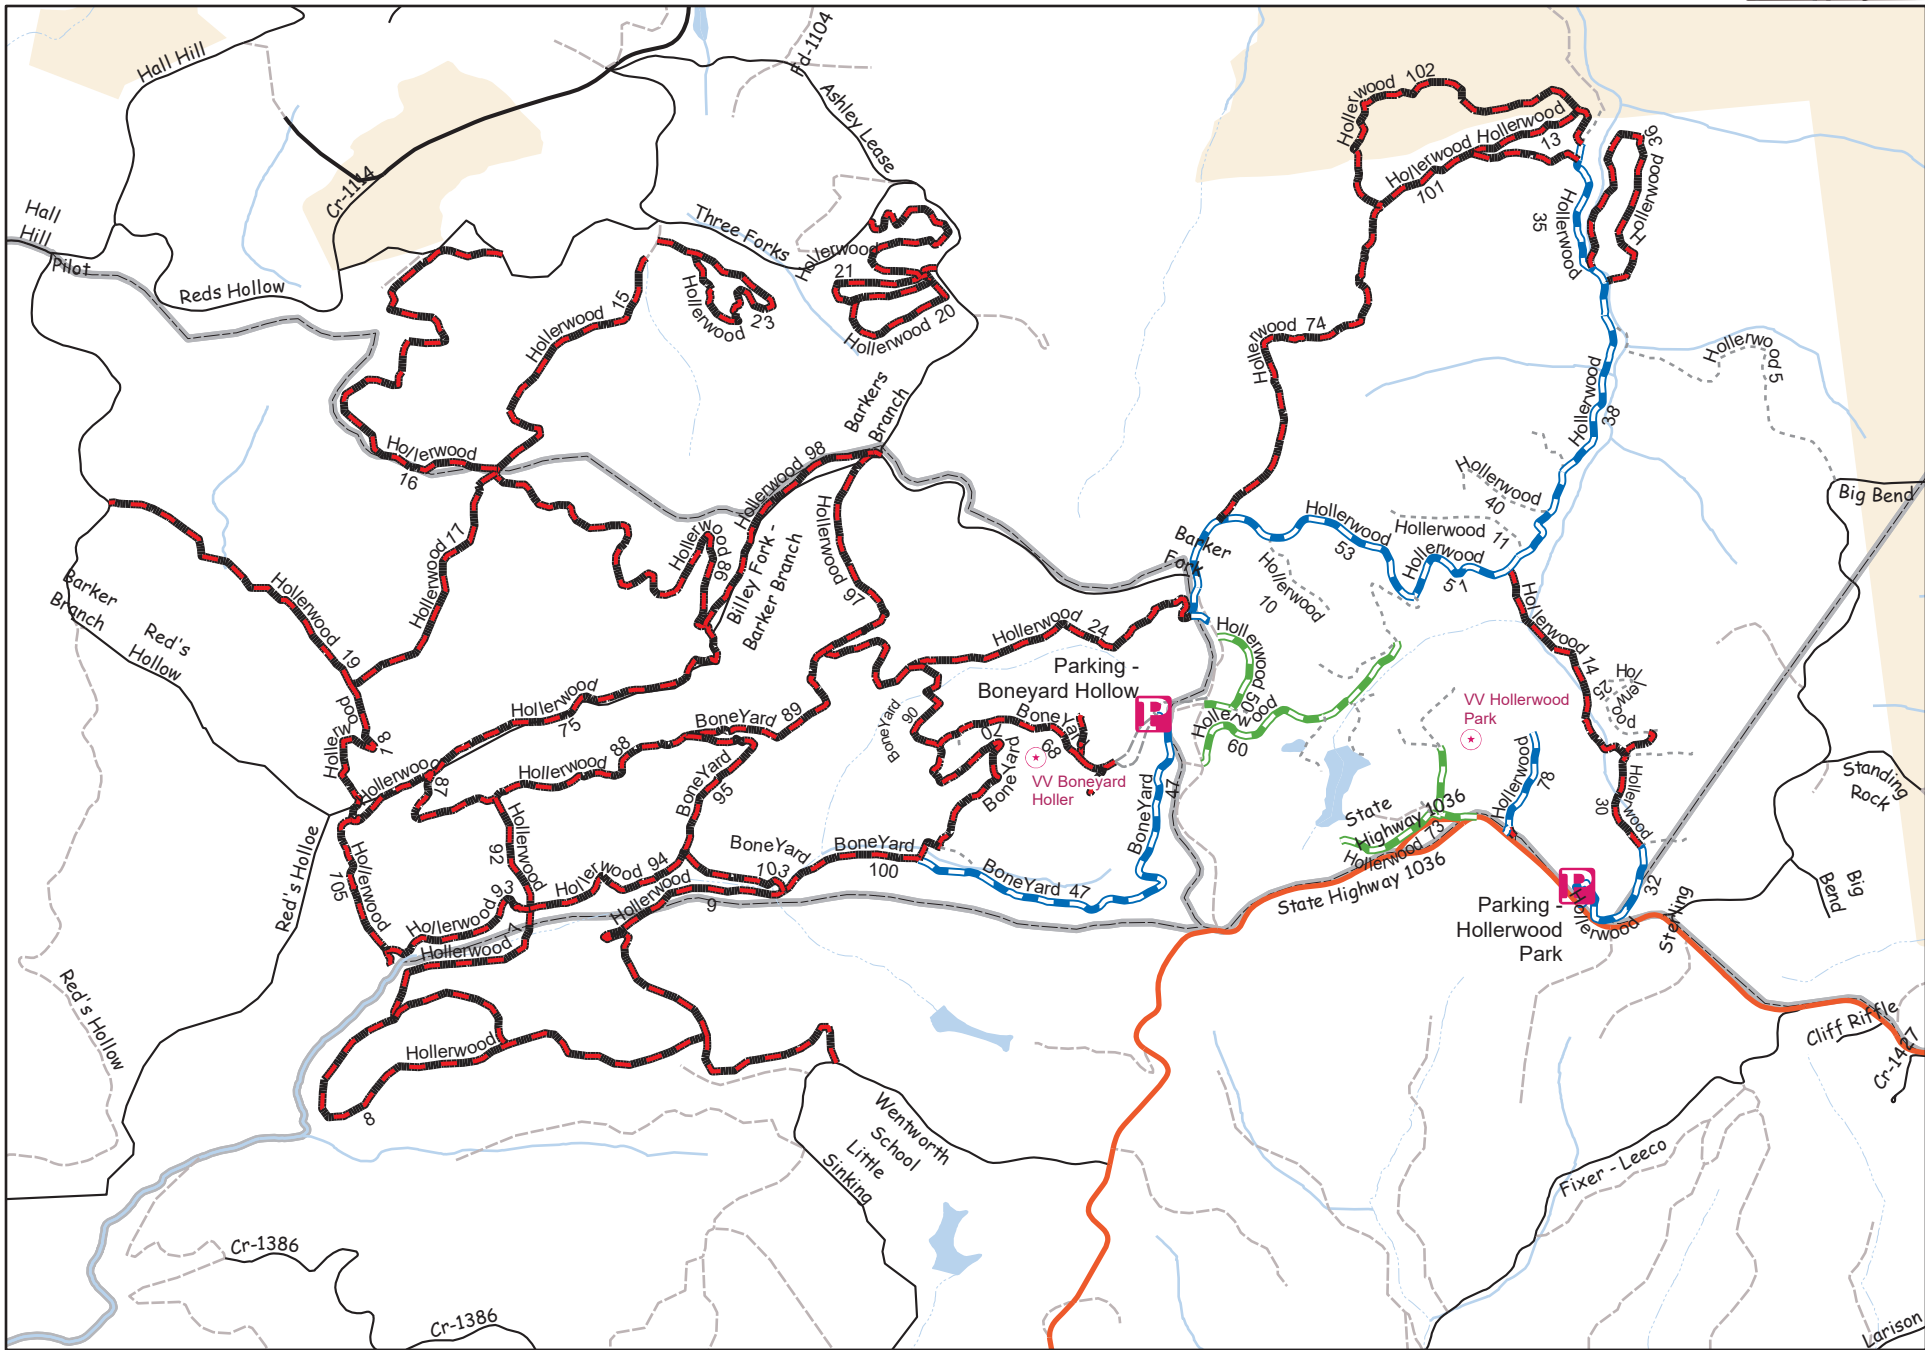 Hall Hill
Fd-1104
Ashley Lease
Cr-1114
Hall
Hill
Pilot
Reds Hollow
Three Forks
Hollerwood
21
Hollerwood 20
Hollerwood
23
Hollerwood 15
Hollerwood
16
Barkers
Branch
Hollerwood 98
Hollerwood 97
Hollerwood
98
Billey Fork -
Barker Branch
Hollerwood 17
Hollerwood 19
Barker
Branch
Red's
Hollow
Hollerwood
18
Hollerwood
75
Hollerwood
87
Hollerwood 88
BoneYard 89
BoneYard
90
BoneYard
95
Hollerwood 24
Parking -
Boneyard Hollow
P
BoneYard
69
70
BoneYard
VV Boneyard
Holler
Hollerwood
92
Hollerwood
105
Red's Holloe
Hollerwood 93
Hollerwood 94
Hollerwood
9
BoneYard
103
BoneYard
100
BoneYard 47
BoneYard
47
Hollerwood 7
Hollerwood
8
Red's Hollow
Wentworth
School
Little
Sinking
Cr-1386
Cr-1386
Hollerwood 102
Hollerwood
Hollerwood
13
Hollerwood
101
Hollerwood
35
Hollerwood
36
Hollerwood 74
Hollerwood
Hollerwood 5
Hollerwood
38
Hollerwood
40
Hollerwood 11
Hollerwood
53
Hollerwood
51
Barker
Fork
Hollerwood
10
Hollerwood
50
Hollerwood
60
Hollerwood 14
Hollerwood
25
VV Hollerwood
Park
Hollerwood
78
Hollerwood
30
State
Highway 1036
Hollerwood 73
State Highway 1036
P
Parking -
Hollerwood
Park
Hollerwood
32
Sterling
Big Bend
Standing
Rock
Big
Bend
Cliff Riffle
Cr-1427
Fixer - Leeco
Larison